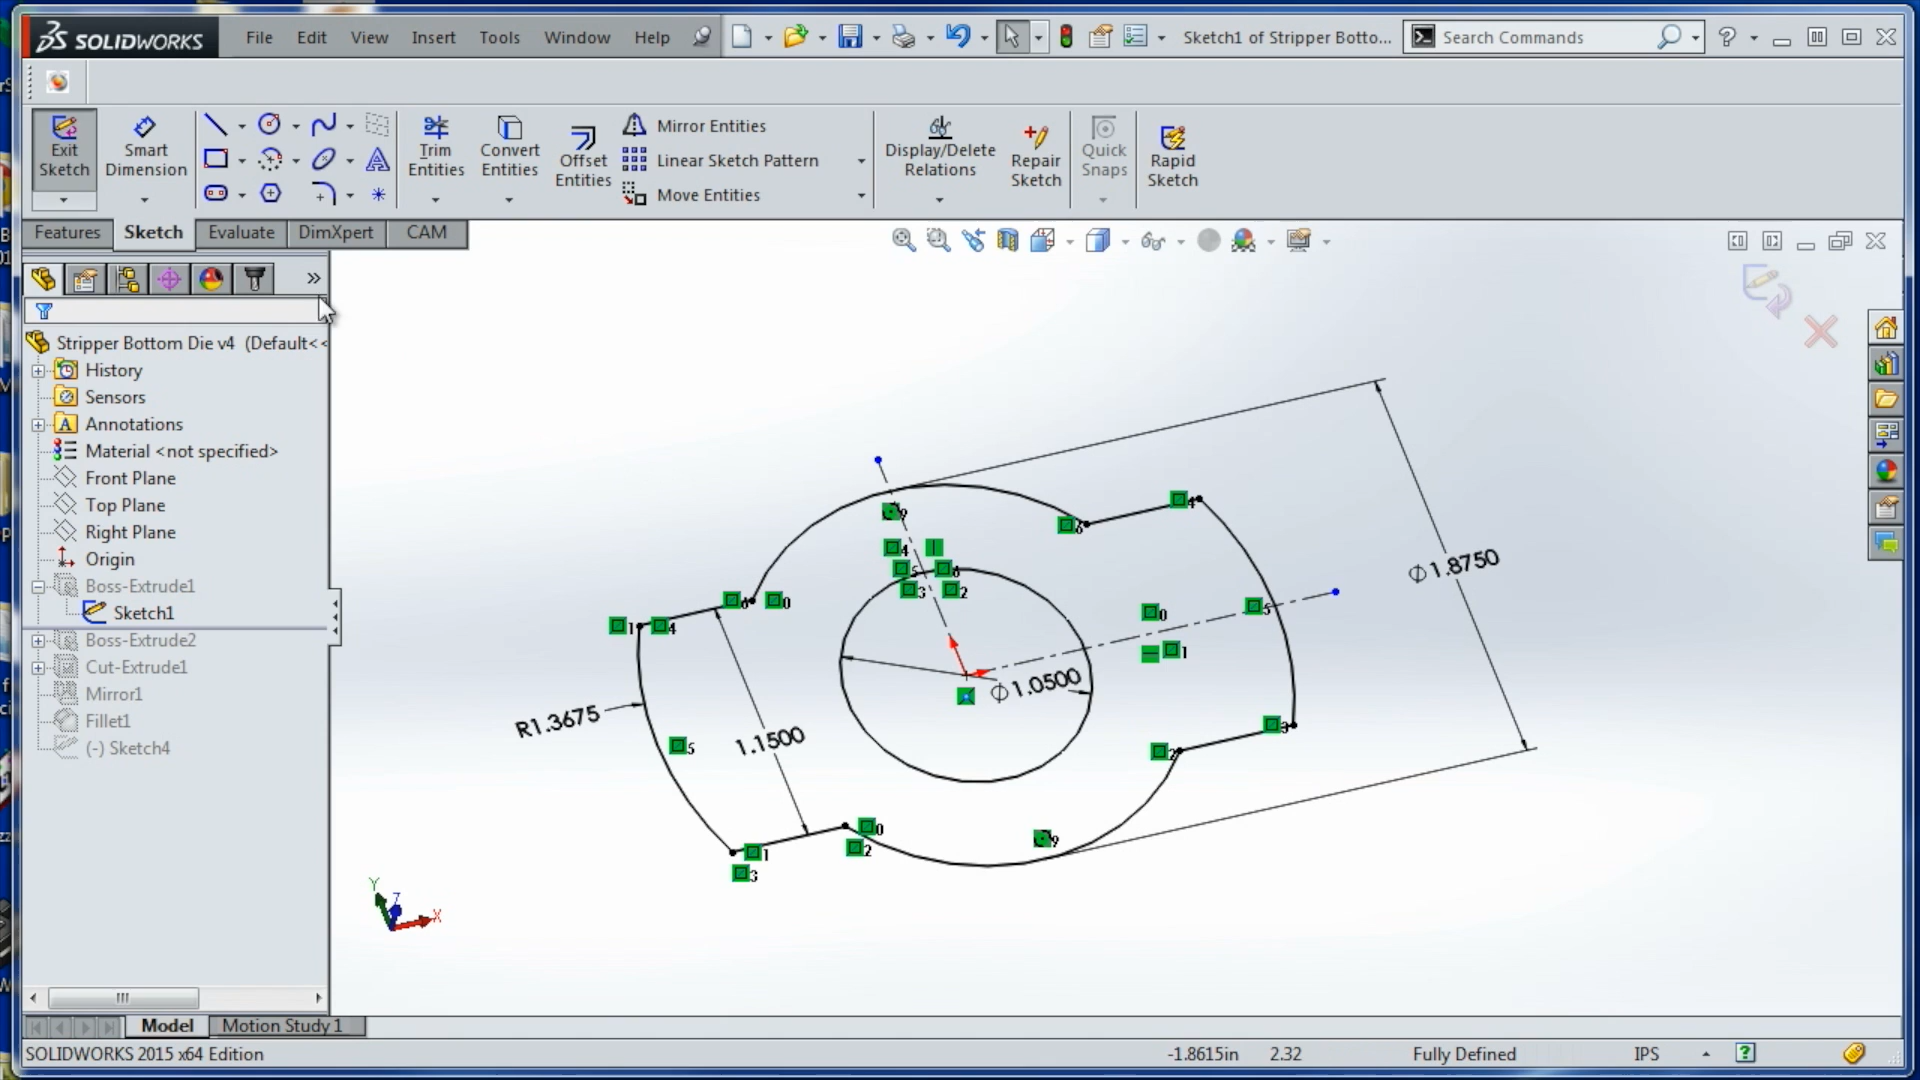 SOLIDWORKS File Edit View Insert Tools Window Help Sketch1 of Stripper Botto... Search Commands
Exit Sketch
Smart Dimension
Trim Entities
Convert Entities
Offset Entities
Mirror Entities
Linear Sketch Pattern
Move Entities
Display/Delete Relations
Repair Sketch
Quick Snaps
Rapid Sketch
Features Sketch Evaluate DimXpert CAM
Stripper Bottom Die v4 (Default<<
History
Sensors
Annotations
Material <not specified>
Front Plane
Top Plane
Right Plane
Origin
Boss-Extrude1
Sketch1
Boss-Extrude2
Cut-Extrude1
Mirror1
Fillet1
(-) Sketch4
∅1.8750
∅1.0500
R1.3675
1.1500
Y
Z
X
Model Motion Study 1
SOLIDWORKS 2015 x64 Edition -1.8615in 2.32 Fully Defined IPS